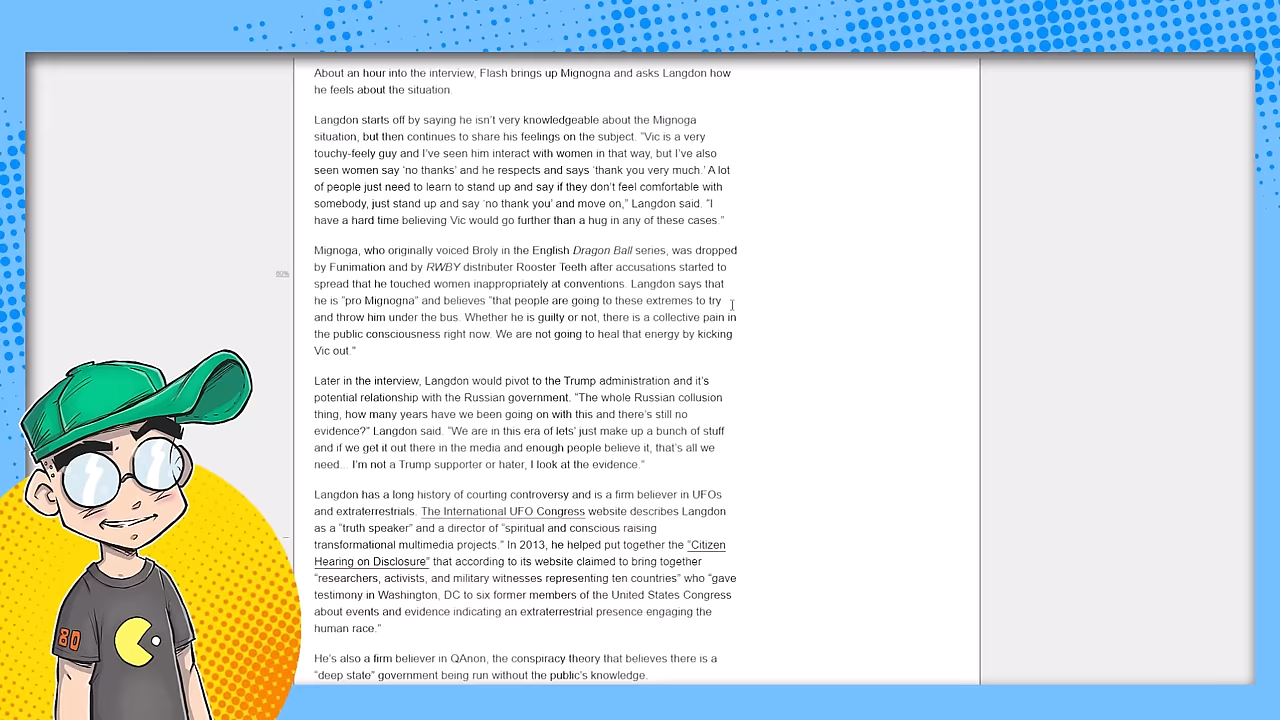 About an hour into the interview, Flash brings up Mignogna and asks Langdon how
he feels about the situation.
Langdon starts off by saying he isn't very knowledgeable about the Mignoga
situation, but then continues to share his feelings on the subject. "Vic is a very
touchy-feely guy and I've seen him interact with women in that way, but I've also
seen women say 'no thanks' and he respects and says 'thank you very much.' A lot
of people just need to learn to stand up and say if they don't feel comfortable with
somebody, just stand up and say 'no thank you' and move on," Langdon said. "I
have a hard time believing Vic would go further than a hug in any of these cases."
Mignoga, who originally voiced Broly in the English Dragon Ball series, was dropped
by Funimation and by RWBY distributer Rooster Teeth after accusations started to
spread that he touched women inappropriately at conventions. Langdon says that
he is "pro Mignogna" and believes "that people are going to these extremes to try
and throw him under the bus. Whether he is guilty or not, there is a collective pain in
the public consciousness right now. We are not going to heal that energy by kicking
Vic out."
Later in the interview, Langdon would pivot to the Trump administration and it's
potential relationship with the Russian government. "The whole Russian collusion
thing, how many years have we been going on with this and there's still no
evidence?" Langdon said. "We are in this era of lets' just make up a bunch of stuff
and if we get it out there in the media and enough people believe it, that's all we
need... I'm not a Trump supporter or hater, I look at the evidence."
Langdon has a long history of courting controversy and is a firm believer in UFOs
and extraterrestrials. The International UFO Congress website describes Langdon
as a "truth speaker" and a director of "spiritual and conscious raising
transformational multimedia projects." In 2013, he helped put together the "Citizen
Hearing on Disclosure" that according to its website claimed to bring together
"researchers, activists, and military witnesses representing ten countries" who "gave
testimony in Washington, DC to six former members of the United States Congress
about events and evidence indicating an extraterrestrial presence engaging the
human race."
He's also a firm believer in QAnon, the conspiracy theory that believes there is a
"deep state" government being run without the public's knowledge.
80